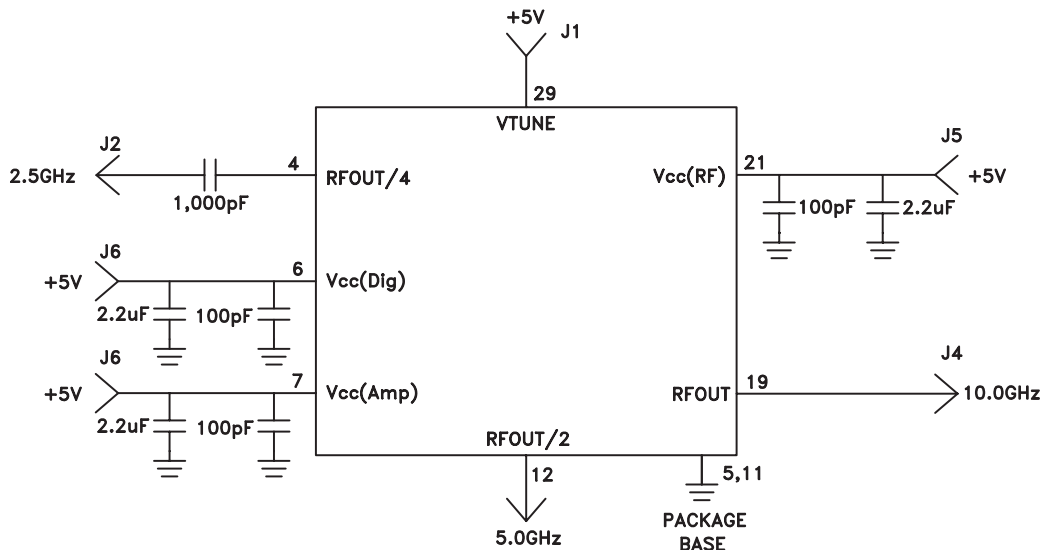 +5V
J1
29
VTUNE
J2
2.5GHz
1,000pF
4
RFOUT/4
Vcc(RF)
21
J5
+5V
100pF
2.2uF
J6
+5V
6
Vcc(Dig)
2.2uF
100pF
J6
+5V
7
Vcc(Amp)
2.2uF
100pF
RFOUT
19
J4
10.0GHz
RFOUT/2
12
5.0GHz
5,11
PACKAGE
BASE